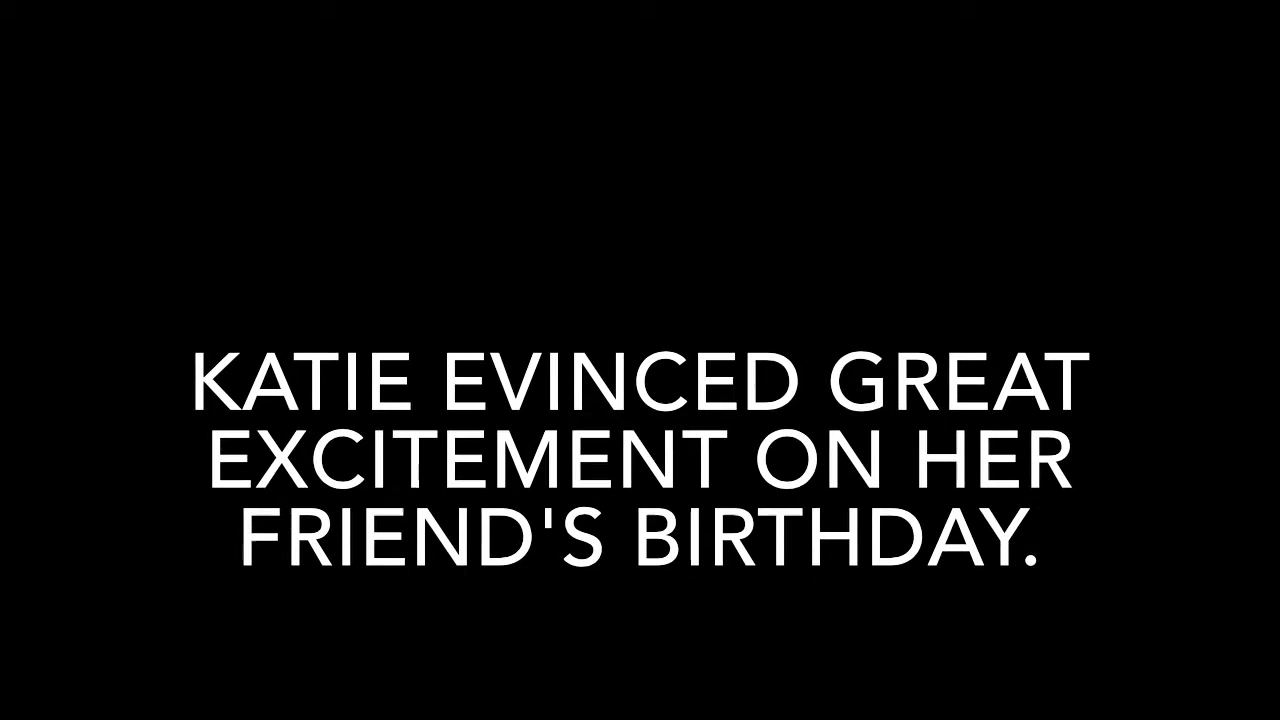 KATIE EVINCED GREAT
EXCITEMENT ON HER
FRIEND'S BIRTHDAY.